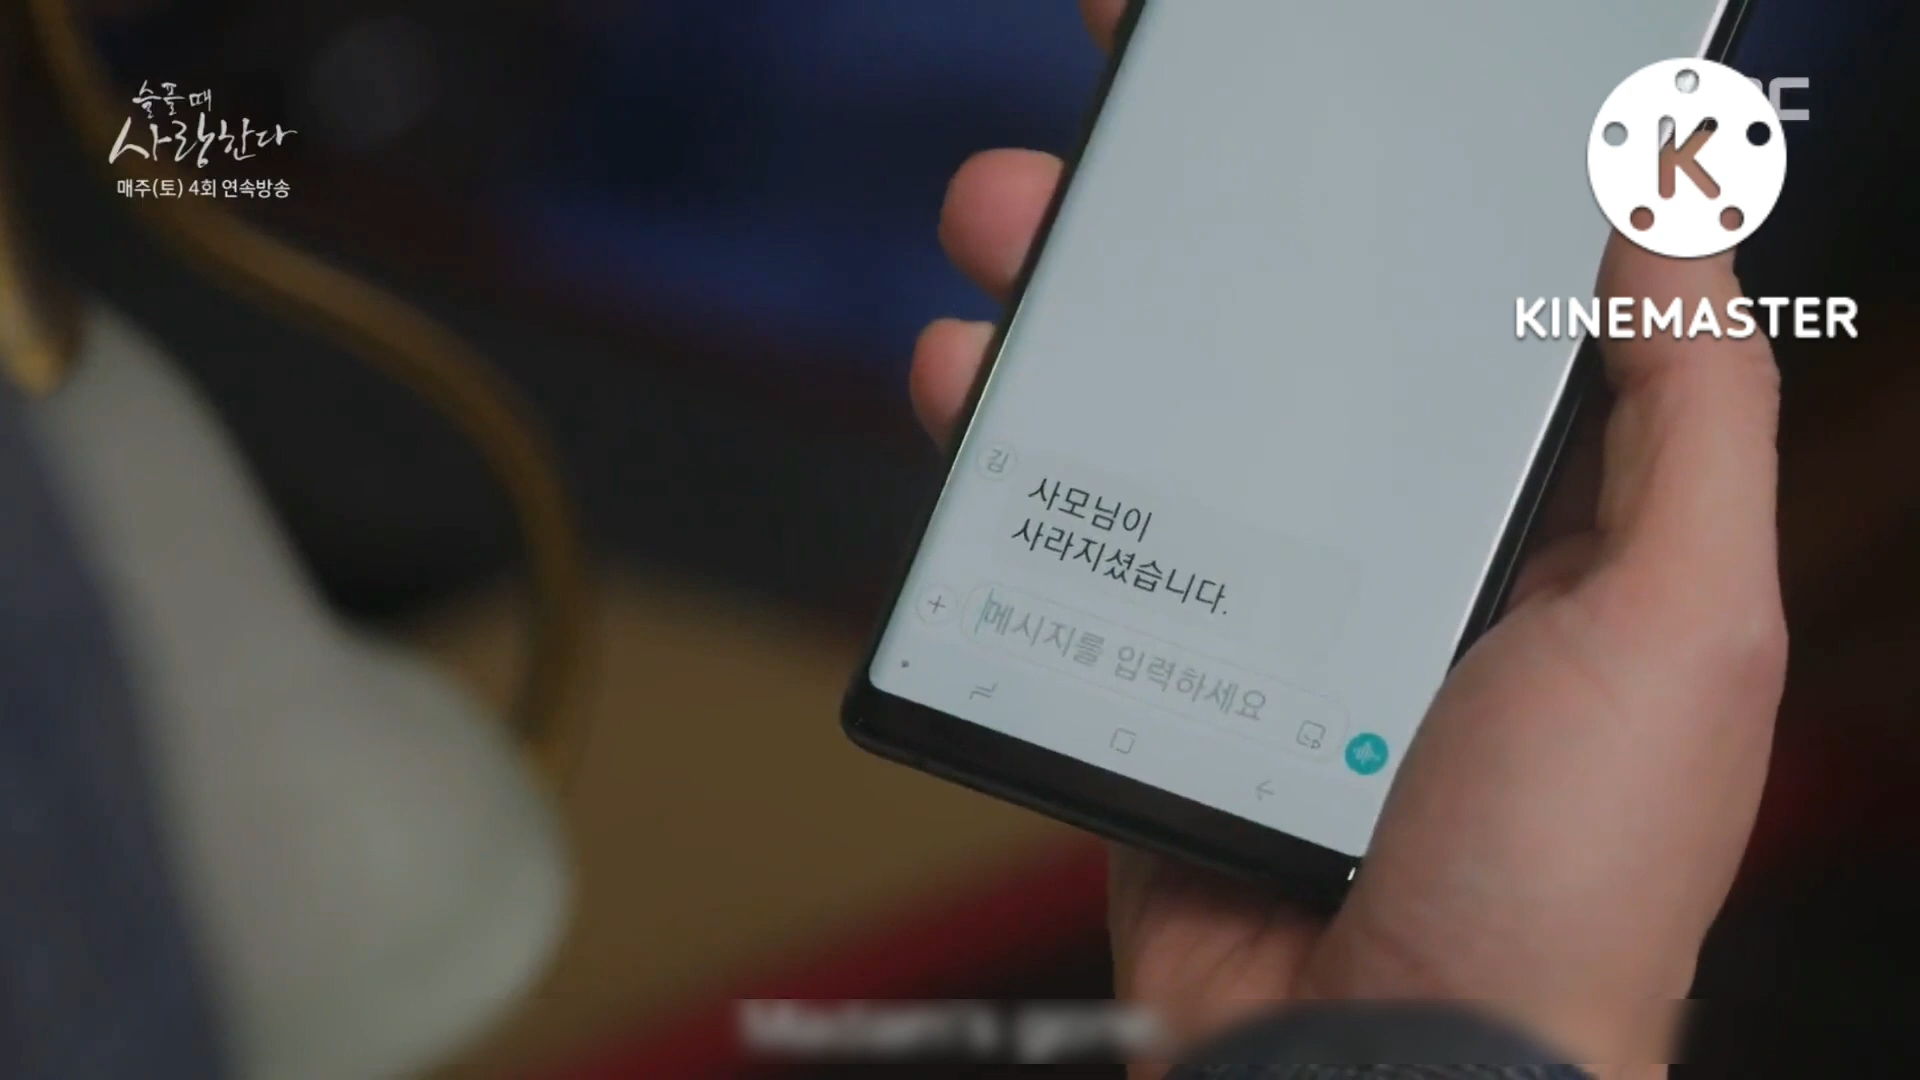 슬플 때
사랑한다
매주(토) 4회 연속방송
KINEMASTER
김
사모님이
사라지셨습니다.
메시지를 입력하세요